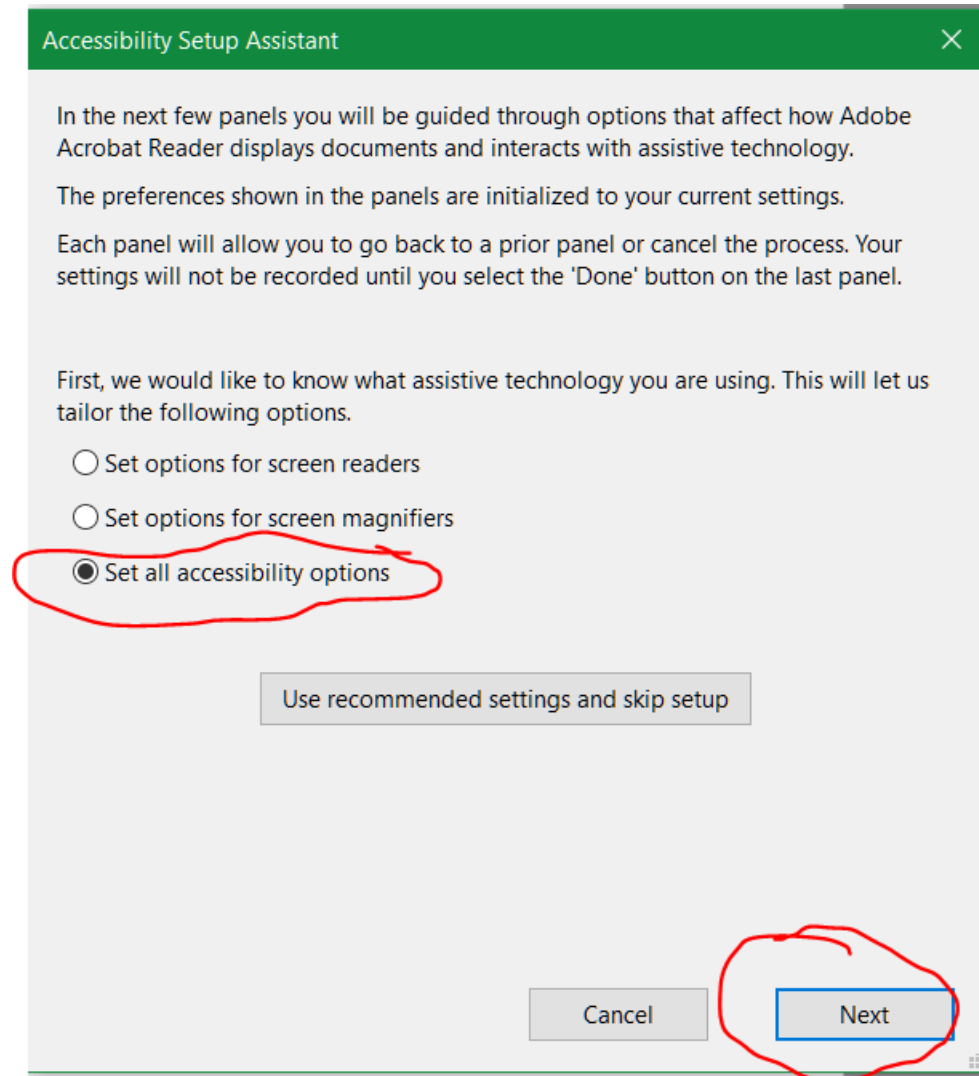 Accessibility Setup Assistant
In the next few panels you will be guided through options that affect how Adobe
Acrobat Reader displays documents and interacts with assistive technology.
The preferences shown in the panels are initialized to your current settings.
Each panel will allow you to go back to a prior panel or cancel the process. Your
settings will not be recorded until you select the 'Done' button on the last panel.
First, we would like to know what assistive technology you are using. This will let us
tailor the following options.
Set options for screen readers
Set options for screen magnifiers
Set all accessibility options
Use recommended settings and skip setup
Cancel Next